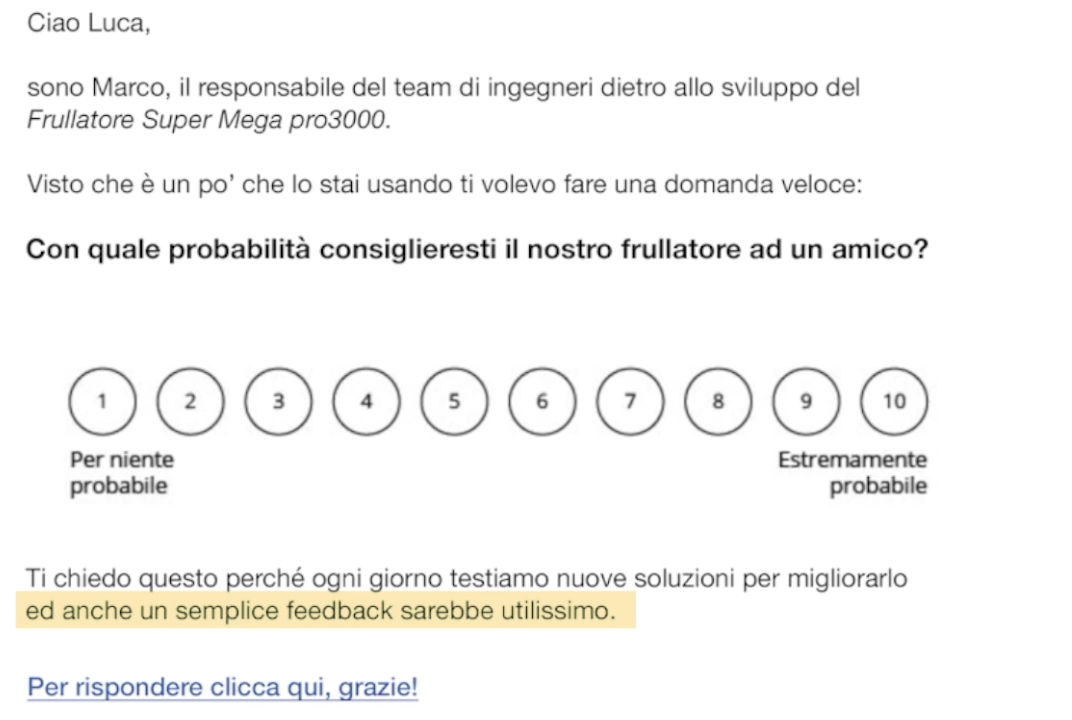 Ciao Luca,
sono Marco, il responsabile del team di ingegneri dietro allo sviluppo del
Frullatore Super Mega pro3000.
Visto che è un po’ che lo stai usando ti volevo fare una domanda veloce:
Con quale probabilità consiglieresti il nostro frullatore ad un amico?
1 2 3 4 5 6 7 8 9 10
Per niente Estremamente
probabile probabile
Ti chiedo questo perché ogni giorno testiamo nuove soluzioni per migliorarlo
ed anche un semplice feedback sarebbe utilissimo.
Per rispondere clicca qui, grazie!